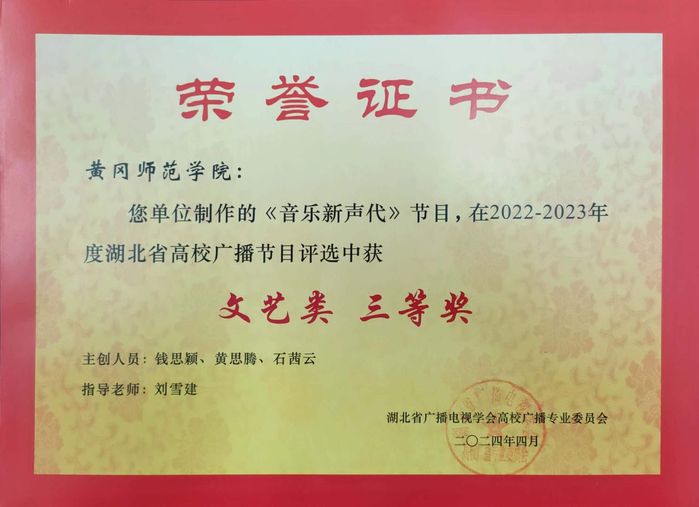 荣誉证书
黄冈师范学院：
您单位制作的《音乐新声代》节目，在2022-2023年
度湖北省高校广播节目评选中获
文艺类 三等奖
主创人员：钱思颖、黄思腾、石茜云
指导老师：刘雪建
湖北省广播电视学会高校广播专业委员会
二〇二四年四月